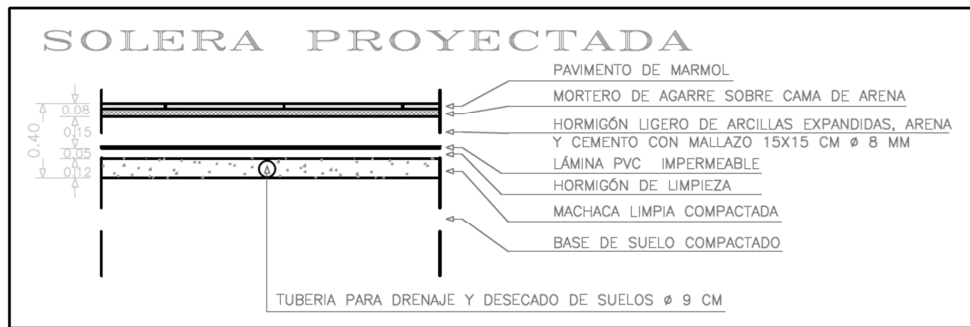 SOLERA PROYECTADA
PAVIMENTO DE MARMOL
MORTERO DE AGARRE SOBRE CAMA DE ARENA
HORMIGÓN LIGERO DE ARCILLAS EXPANDIDAS, ARENA
Y CEMENTO CON MALLAZO 15X15 CM ø 8 MM
LÁMINA PVC IMPERMEABLE
HORMIGÓN DE LIMPIEZA
MACHACA LIMPIA COMPACTADA
BASE DE SUELO COMPACTADO
TUBERIA PARA DRENAJE Y DESECADO DE SUELOS ø 9 CM
0.40
0.08
0.15
0.05
0.12